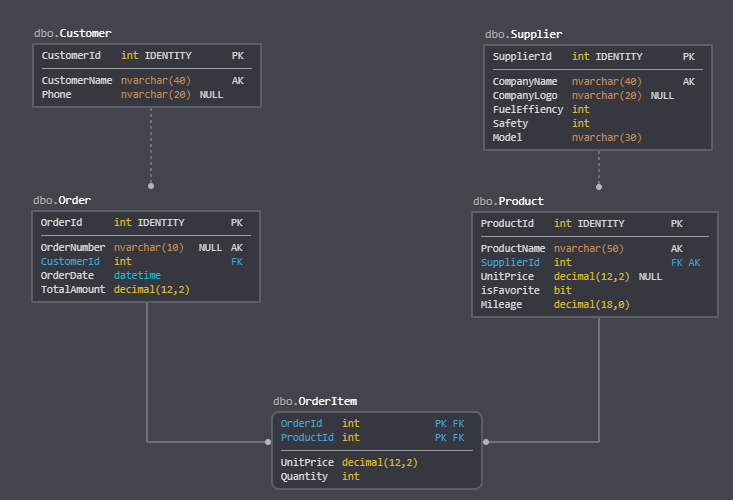 dbo.Customer
CustomerId int IDENTITY PK
CustomerName nvarchar(40) AK
Phone nvarchar(20) NULL
dbo.Supplier
SupplierId int IDENTITY PK
CompanyName nvarchar(40) AK
CompanyLogo nvarchar(20) NULL
FuelEffiency int
Safety int
Model nvarchar(30)
dbo.Order
OrderId int IDENTITY PK
OrderNumber nvarchar(10) NULL AK
CustomerId int FK
OrderDate datetime
TotalAmount decimal(12,2)
dbo.Product
ProductId int IDENTITY PK
ProductName nvarchar(50) AK
SupplierId int FK AK
UnitPrice decimal(12,2) NULL
isFavorite bit
Mileage decimal(18,0)
dbo.OrderItem
OrderId int PK FK
ProductId int PK FK
UnitPrice decimal(12,2)
Quantity int